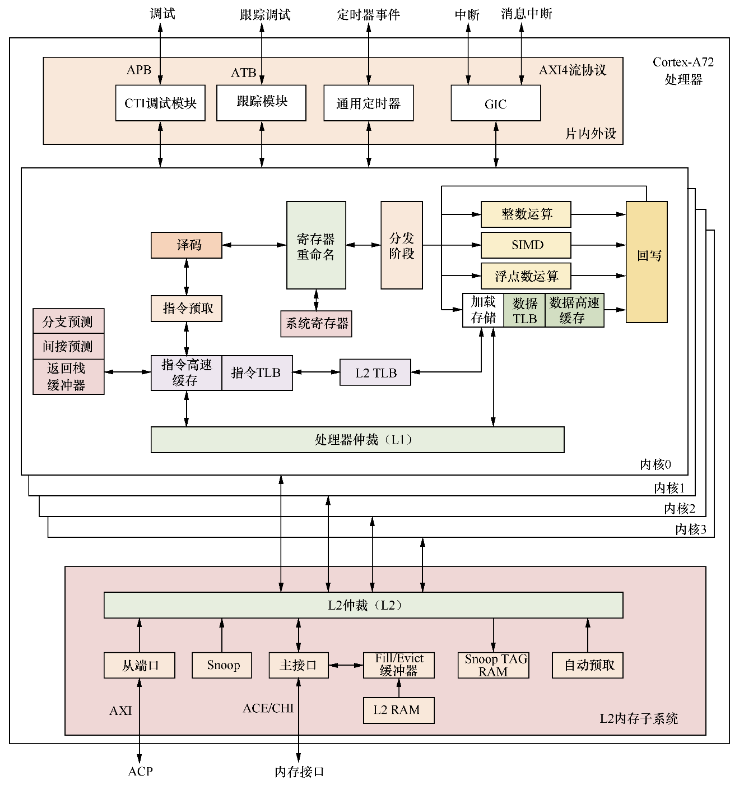 调试
跟踪调试
定时器事件
中断
消息中断
Cortex-A72
处理器
APB
ATB
AXI4流协议
CTI调试模块
跟踪模块
通用定时器
GIC
片内外设
译码
寄存器
重命名
分发
阶段
整数运算
SIMD
浮点数运算
回写
加载
存储
数据
TLB
数据高速
缓存
指令预取
系统寄存器
分支预测
间接预测
返回栈
缓冲器
指令高速
缓存
指令TLB
L2 TLB
处理器仲裁（L1）
内核0
内核1
内核2
内核3
L2仲裁（L2）
从端口
Snoop
主接口
Fill/Evict
缓冲器
Snoop TAG
RAM
自动预取
AXI
ACE/CHI
L2 RAM
L2内存子系统
ACP
内存接口